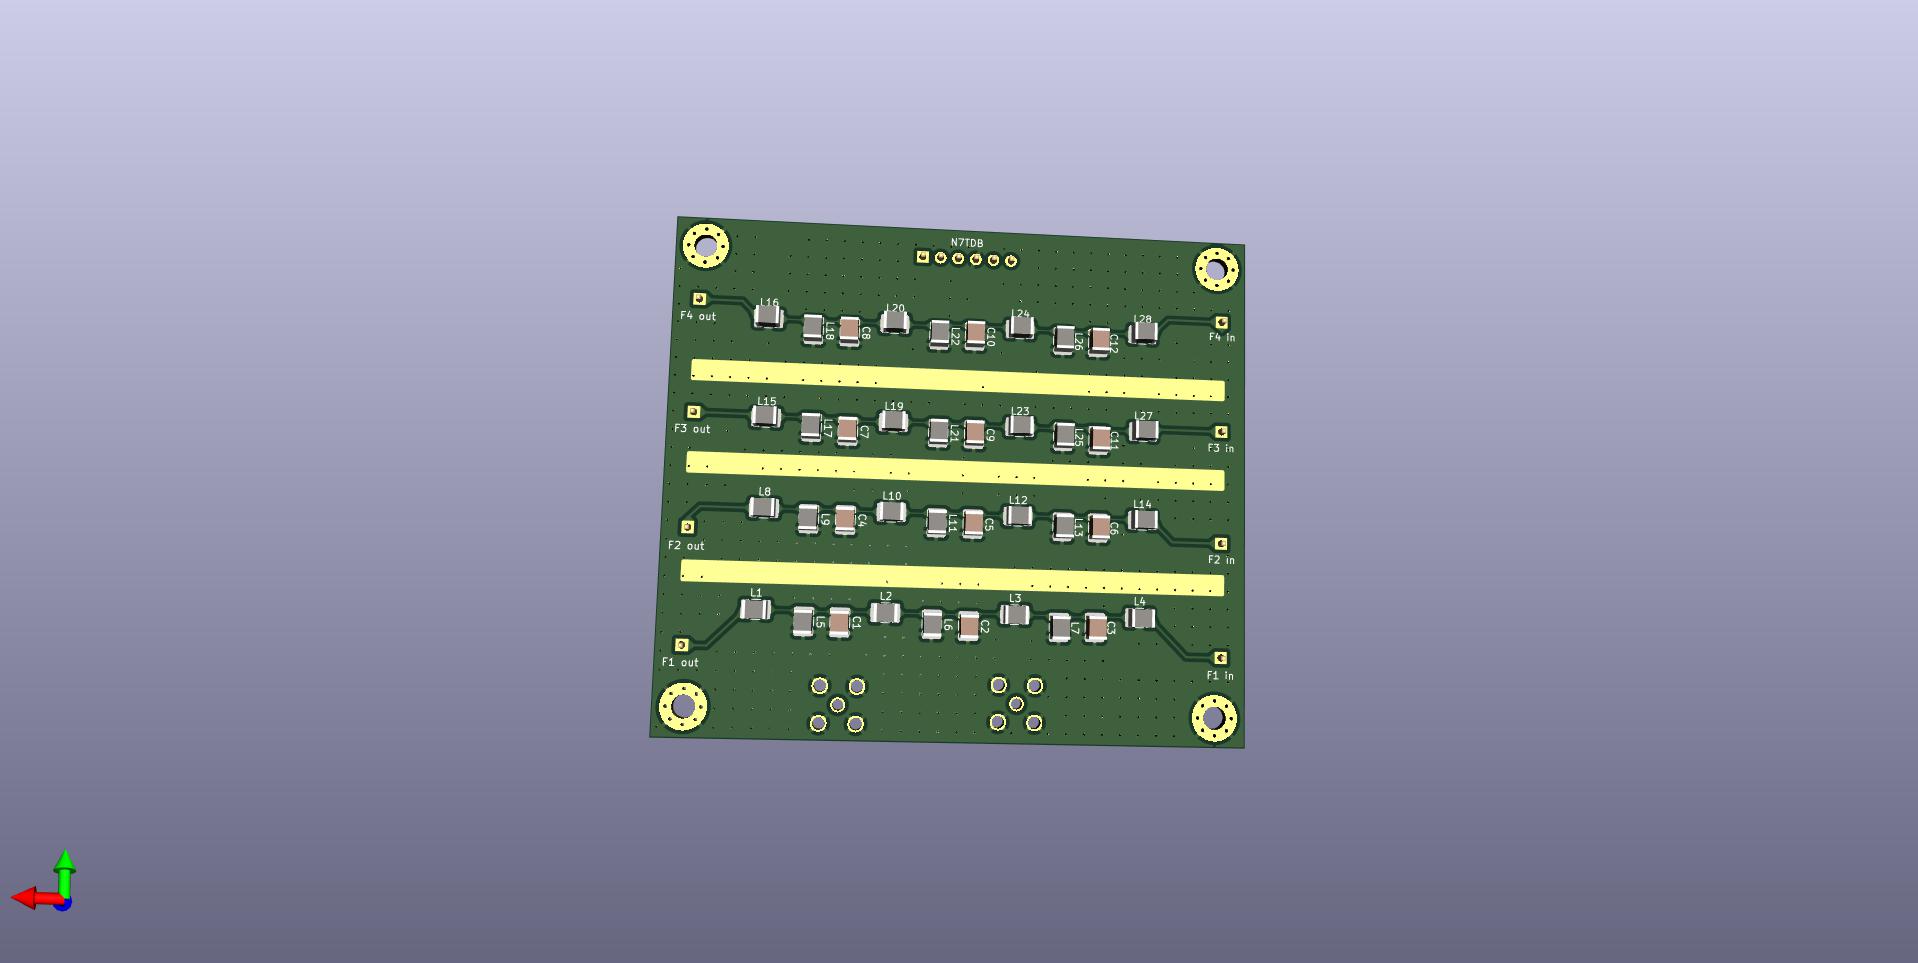 N7TDB
L16 L20 L24 L28
F4 out L18 C8 L22 C10 L26 C12 F4 in
L15 L19 L23 L27
F3 out L17 C7 L21 C9 L25 C11 F3 in
L8 L10 L12 L14
L9 C4 L11 C5 L13 C6
F2 out F2 in
L1 L2 L3 L4
L5 C1 L6 C2 L7 C3
F1 out F1 in